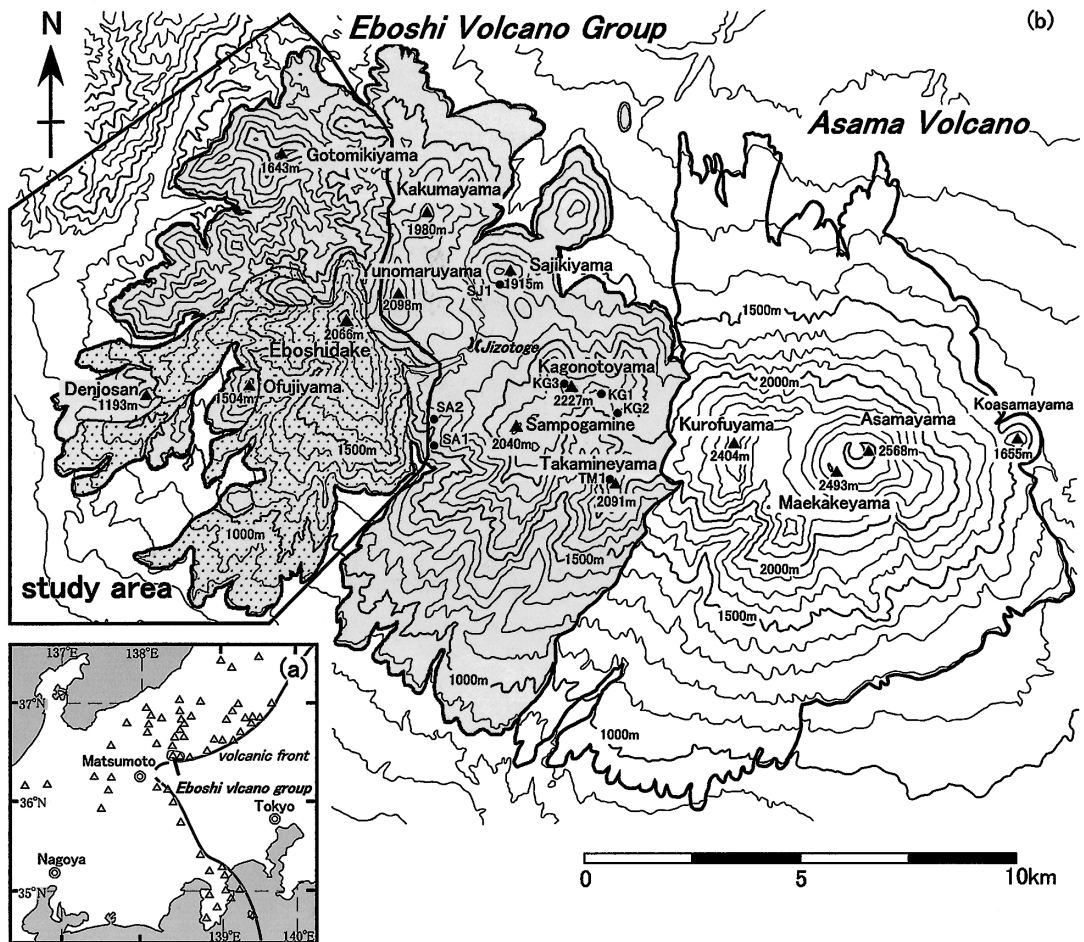 Eboshi Volcano Group
(b)
N
Asama Volcano
Gotomikiyama
1643m
Kakumayama
1980m
Yunomaruyama
Sajikiyama
SJ1
1915m
2098m
1500m
2066m
Jizotoge
Eboshidake
Kagonotoyama
2000m
Denjosan
1193m
Ofujiyama
1504m
KG3
2227m
KG1
KG2
Koasamayama
SA2
Sampogamine
2040m
Kurofuyama
2404m
Asamayama
2568m
1655m
SA1
1500m
Takamineyama
TM1
2091m
2493m
Maekakeyama
1000m
1500m
2000m
study area
1500m
1000m
1000m
(a)
137°E
138°E
37°N
volcanic front
Matsumoto
Eboshi vlcano group
36°N
Tokyo
Nagoya
35°N
139°E
140°E
0
5
10km